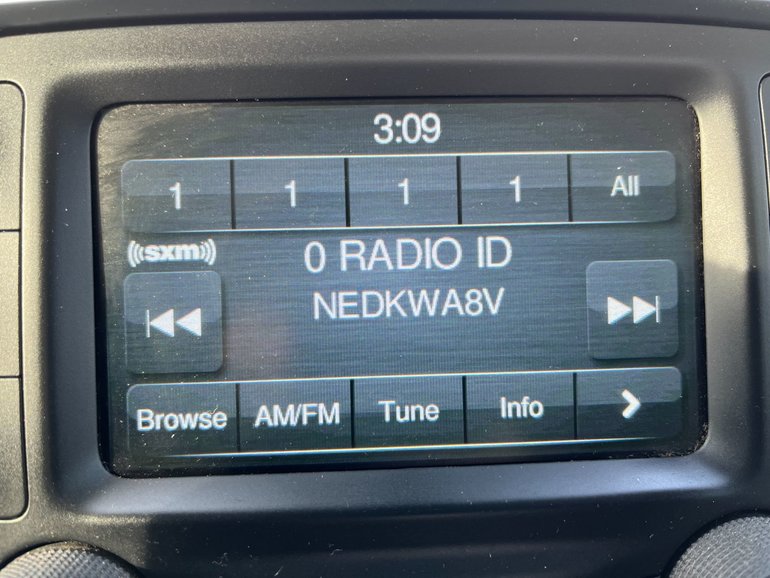 3:09
1 1 1 1 All
((sxm))
0 RADIO ID
NEDKWA8V
Browse AM/FM Tune Info